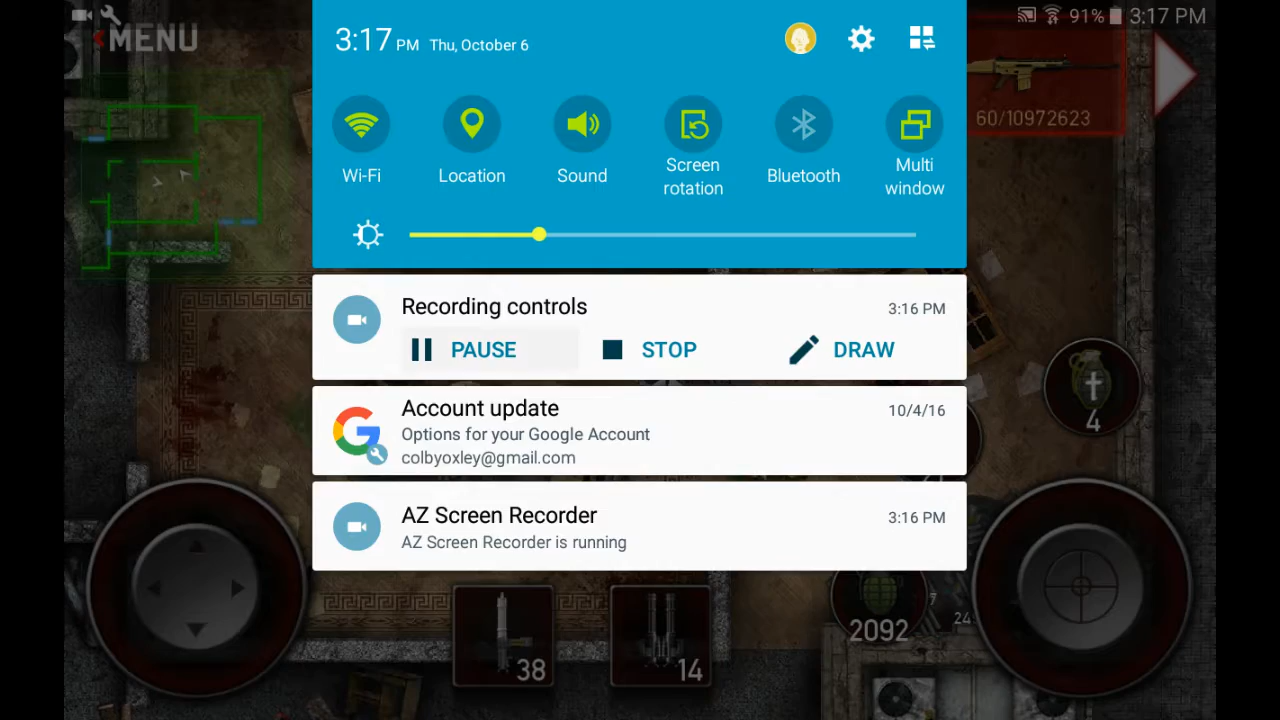 MENU
91% 3:17 PM
3:17 PM Thu, October 6
60/10972623
Wi-Fi
Location
Sound
Screen
rotation
Bluetooth
Multi
window
Recording controls 3:16 PM
PAUSE STOP DRAW
Account update 10/4/16
Options for your Google Account
colbyoxley@gmail.com
4
AZ Screen Recorder 3:16 PM
AZ Screen Recorder is running
7
24
2092
38
14